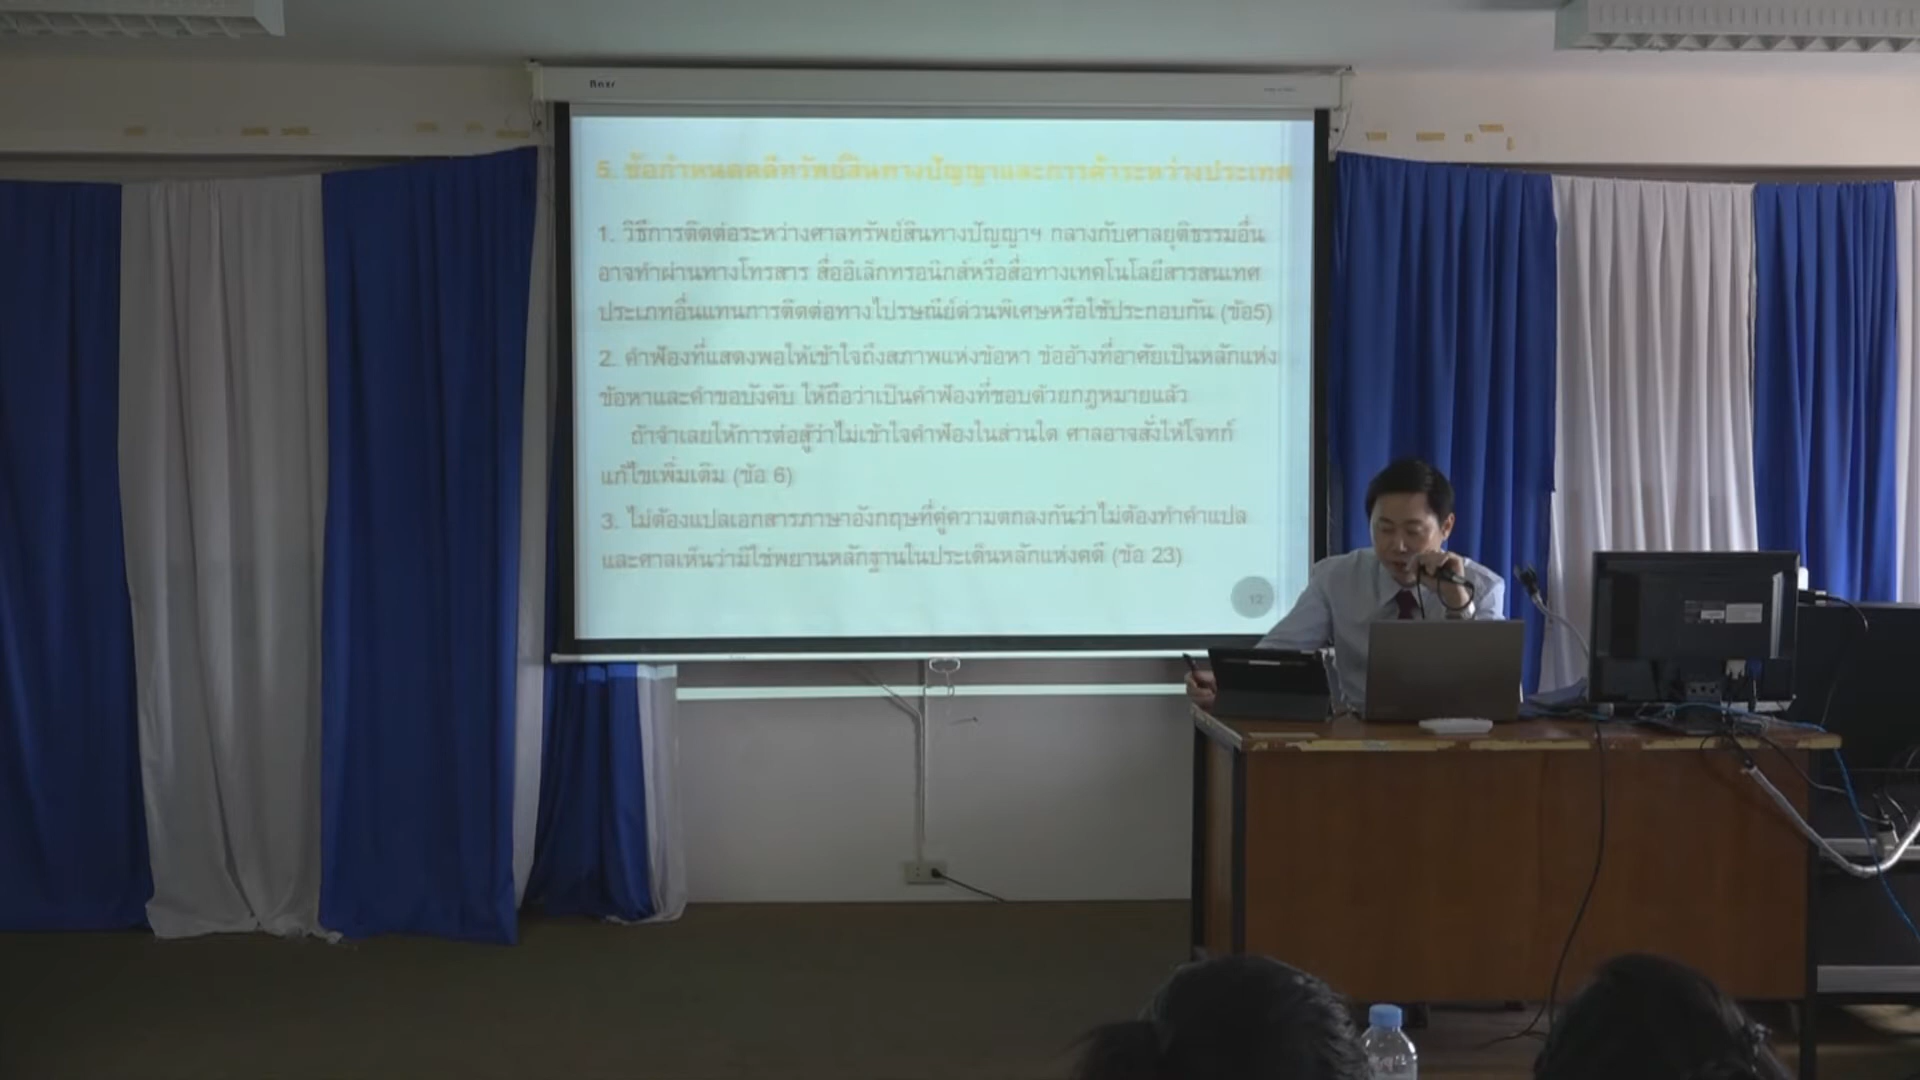 5. ข้อกำหนดคดีทรัพย์สินทางปัญญาและการค้าระหว่างประเทศ
1. วิธีการติดต่อระหว่างศาลทรัพย์สินทางปัญญาฯ กลางกับศาลยุติธรรมอื่น
อาจทำผ่านทางโทรสาร สื่ออิเล็กทรอนิกส์หรือสื่อทางเทคโนโลยีสารสนเทศ
ประเภทอื่นแทนการติดต่อทางไปรษณีย์ด่วนพิเศษหรือใช้ประกอบกัน (ข้อ5)
2. คำฟ้องที่แสดงพอให้เข้าใจถึงสภาพแห่งข้อหา ข้ออ้างที่อาศัยเป็นหลักแห่ง
ข้อหาและคำขอบังคับ ให้ถือว่าเป็นคำฟ้องที่ชอบด้วยกฎหมายแล้ว
ถ้าจำเลยให้การต่อสู้ว่าไม่เข้าใจคำฟ้องในส่วนใด ศาลอาจสั่งให้โจทก์
แก้ไขเพิ่มเติม (ข้อ 6)
3. ไม่ต้องแปลเอกสารภาษาอังกฤษที่คู่ความตกลงกันว่าไม่ต้องทำคำแปล
และศาลเห็นว่ามิใช่พยานหลักฐานในประเด็นหลักแห่งคดี (ข้อ 23)
12